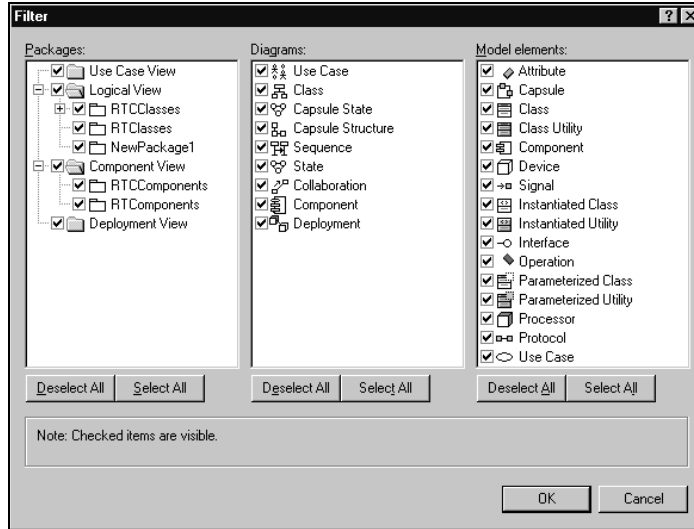 Filter
Packages:
Use Case View
Logical View
RTCClasses
RTClasses
NewPackage1
Component View
RTCComponents
RTComponents
Deployment View
Deselect All
Select All
Diagrams:
Use Case
Class
Capsule State
Capsule Structure
Sequence
State
Collaboration
Component
Deployment
Deselect All
Select All
Model elements:
Attribute
Capsule
Class
Class Utility
Component
Device
Signal
Instantiated Class
Instantiated Utility
Interface
Operation
Parameterized Class
Parameterized Utility
Processor
Protocol
Use Case
Deselect All
Select All
Note: Checked items are visible.
OK
Cancel